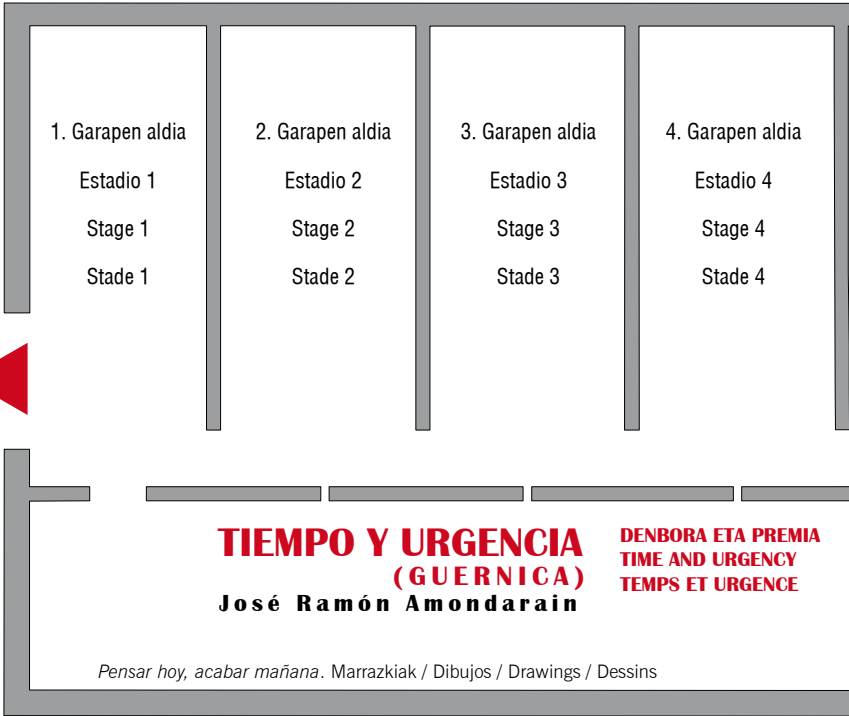 1. Garapen aldia
Estadio 1
Stage 1
Stade 1
2. Garapen aldia
Estadio 2
Stage 2
Stade 2
3. Garapen aldia
Estadio 3
Stage 3
Stade 3
4. Garapen aldia
Estadio 4
Stage 4
Stade 4
TIEMPO Y URGENCIA
(GUERNICA)
José Ramón Amondarain
DENBORA ETA PREMIA
TIME AND URGENCY
TEMPS ET URGENCE
Pensar hoy, acabar mañana. Marrazkiak / Dibujos / Drawings / Dessins